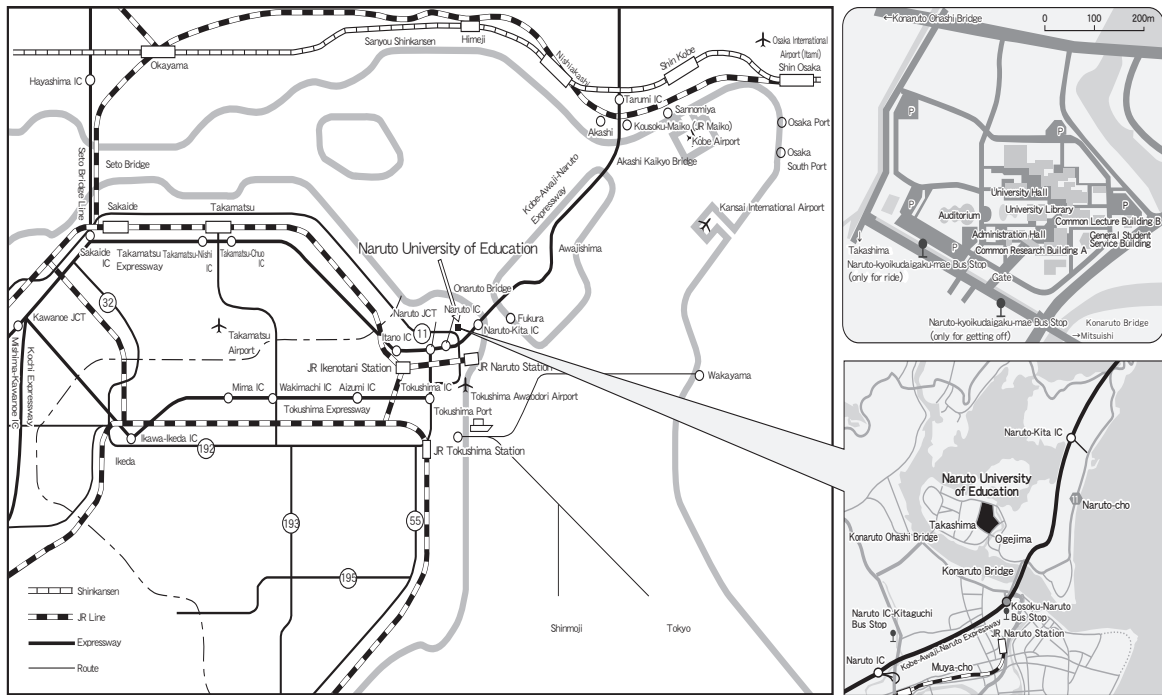 Okayama
Sanyou Shinkansen
Himeji
Nishiakashi
Shin Kobe
Osaka International
Airport (Itami)
Shin Osaka
Hayashima IC
Tarumi IC
Sannomiya
Akashi
Kousoku-Maiko (JR Maiko)
Kobe Airport
Osaka Port
Osaka
South Port
Akashi Kaikyo Bridge
Seto Bridge Line
Seto Bridge
Kobe-Awaji-Naruto
Expressway
Kansai International Airport
Sakaide
Takamatsu
Sakaide
IC
Takamatsu
Expressway
Takamatsu-Nishi
IC
Takamatsu-Chuo
IC
Naruto University of Education
Awajishima
Onaruto Bridge
32
Naruto JCT
11
Naruto IC
Fukura
Naruto-Kita IC
Kawanoe JCT
Takamatsu
Airport
Itano IC
JR Ikenotani Station
JR Naruto Station
Mishima-Kawanoe IC
Kochi Expressway
Mima IC
Wakimachi IC
Aizumi IC
Tokushima IC
Tokushima Expressway
Tokushima Awaodori Airport
Wakayama
Tokushima Port
Ikawa-Ikeda IC
192
Ikeda
JR Tokushima Station
193
55
195
Shinkansen
JR Line
Expressway
Route
Shinmoji
Tokyo
←Konaruto Ohashi Bridge
0 100 200m
P
P
P
P
P
University Hall
University Library
Auditorium
Common Lecture Building B
Administration Hall
General Student
Service Building
Common Research Building A
↓
Takashima
Naruto-kyoikudaigaku-mae Bus Stop
(only for ride)
Gate
Naruto-kyoikudaigaku-mae Bus Stop
(only for getting off)
Konaruto Bridge
→Mitsuishi
Naruto-Kita IC
Naruto University
of Education
11
Naruto-cho
Takashima
Ogejima
Konaruto Ohashi Bridge
Konaruto Bridge
Naruto IC-Kitaguchi
Bus Stop
Kosoku-Naruto
Bus Stop
JR Naruto Station
Kobe-Awaji-Naruto Expressway
Naruto IC
Muya-cho